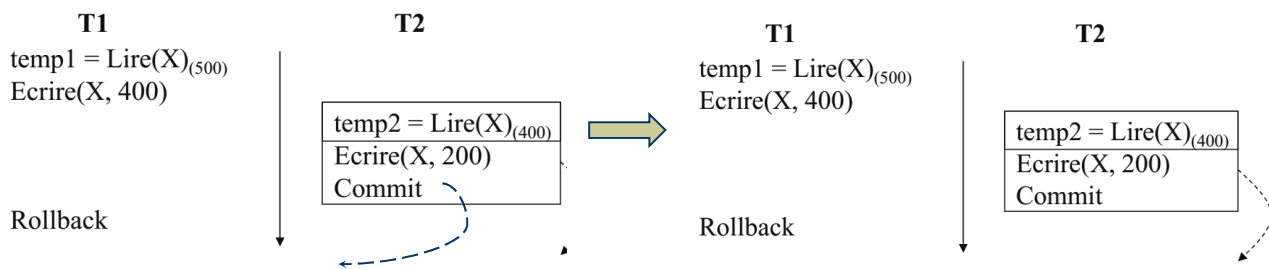 T1
T2
temp1 = Lire(X)(500)
Ecrire(X, 400)
temp2 = Lire(X)(400)
Ecrire(X, 200)
Commit
Rollback
T1
T2
temp1 = Lire(X)(500)
Ecrire(X, 400)
temp2 = Lire(X)(400)
Ecrire(X, 200)
Commit
Rollback